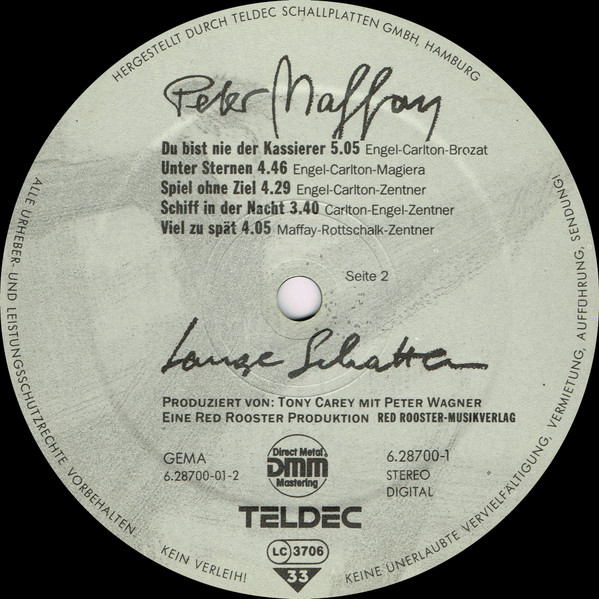 HERGESTELLT DURCH TELDEC SCHALLPLATTEN GMBH, HAMBURG
Peter Maffay
Du bist nie der Kassierer 5.05 Engel-Carlton-Brozat
Unter Sternen 4.46 Engel-Carlton-Magiera
Spiel ohne Ziel 4.29 Engel-Carlton-Zentner
Schiff in der Nacht 3.40 Carlton-Engel-Zentner
Viel zu spät 4.05 Maffay-Rottschalk-Zentner
Seite 2
Lange Schatten
PRODUZIERT VON: TONY CAREY MIT PETER WAGNER
EINE RED ROOSTER PRODUKTION RED ROOSTER-MUSIKVERLAG
GEMA
6.28700-01-2
Direct Metal
DMM
Mastering
6.28700-1
STEREO
DIGITAL
TELDEC
LC 3706
33
ALLE URHEBER- UND LEISTUNGSSCHUTZRECHTE VORBEHALTEN
KEIN VERLEIH!
KEINE UNERLAUBTE VERVIELFÄLTIGUNG, VERMIETUNG, AUFFÜHRUNG, SENDUNG!